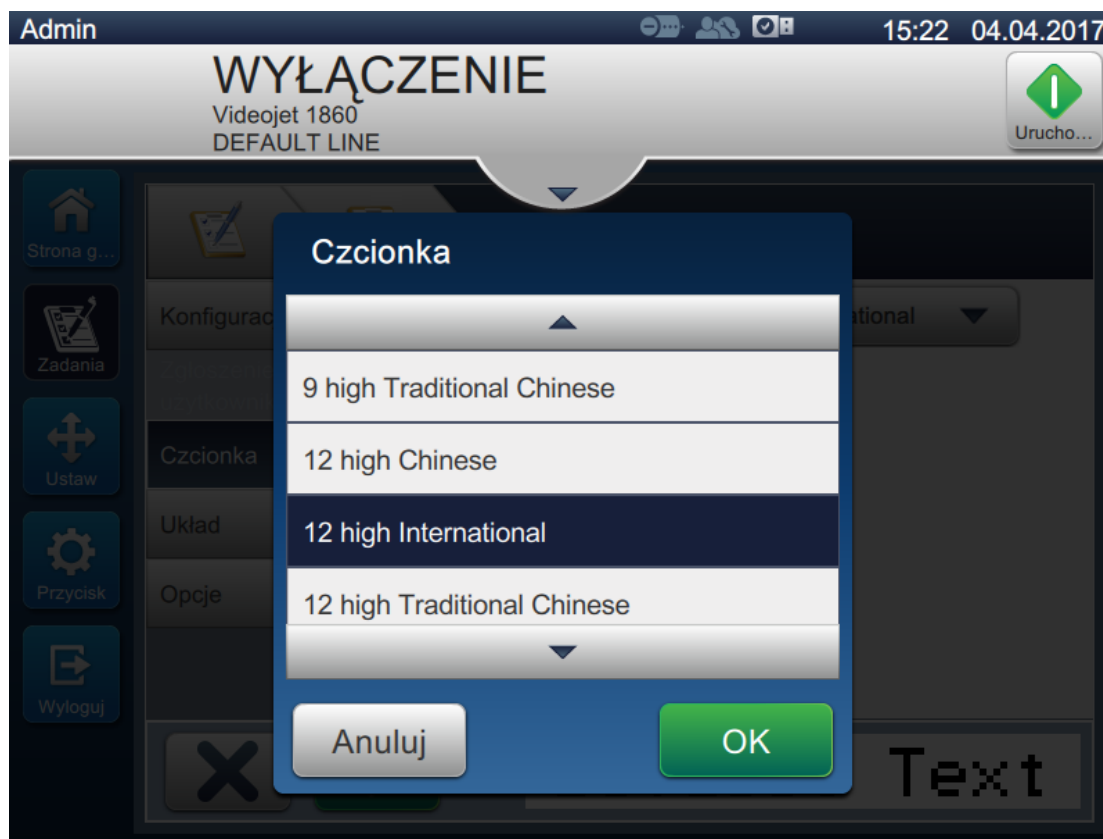 Admin
15:22 04.04.2017
WYŁĄCZENIE
Videojet 1860
DEFAULT LINE
Urucho...
Strona g...
Zadania
Ustaw
Przycisk
Wyloguj
Konfigurac
ational
Zgłoszenie
użytkowni
Czcionka
Układ
Opcje
Czcionka
9 high Traditional Chinese
12 high Chinese
12 high International
12 high Traditional Chinese
Anuluj
OK
Text